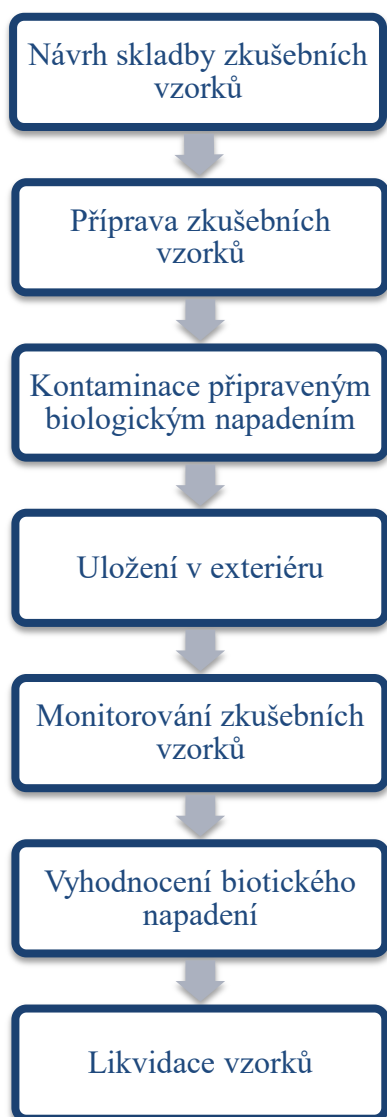 Návrh skladby zkušebních
vzorků
Příprava zkušebních
vzorků
Kontaminace připraveným
biologickým napadením
Uložení v exteriéru
Monitorování zkušebních
vzorků
Vyhodnocení biotického
napadení
Likvidace vzorků